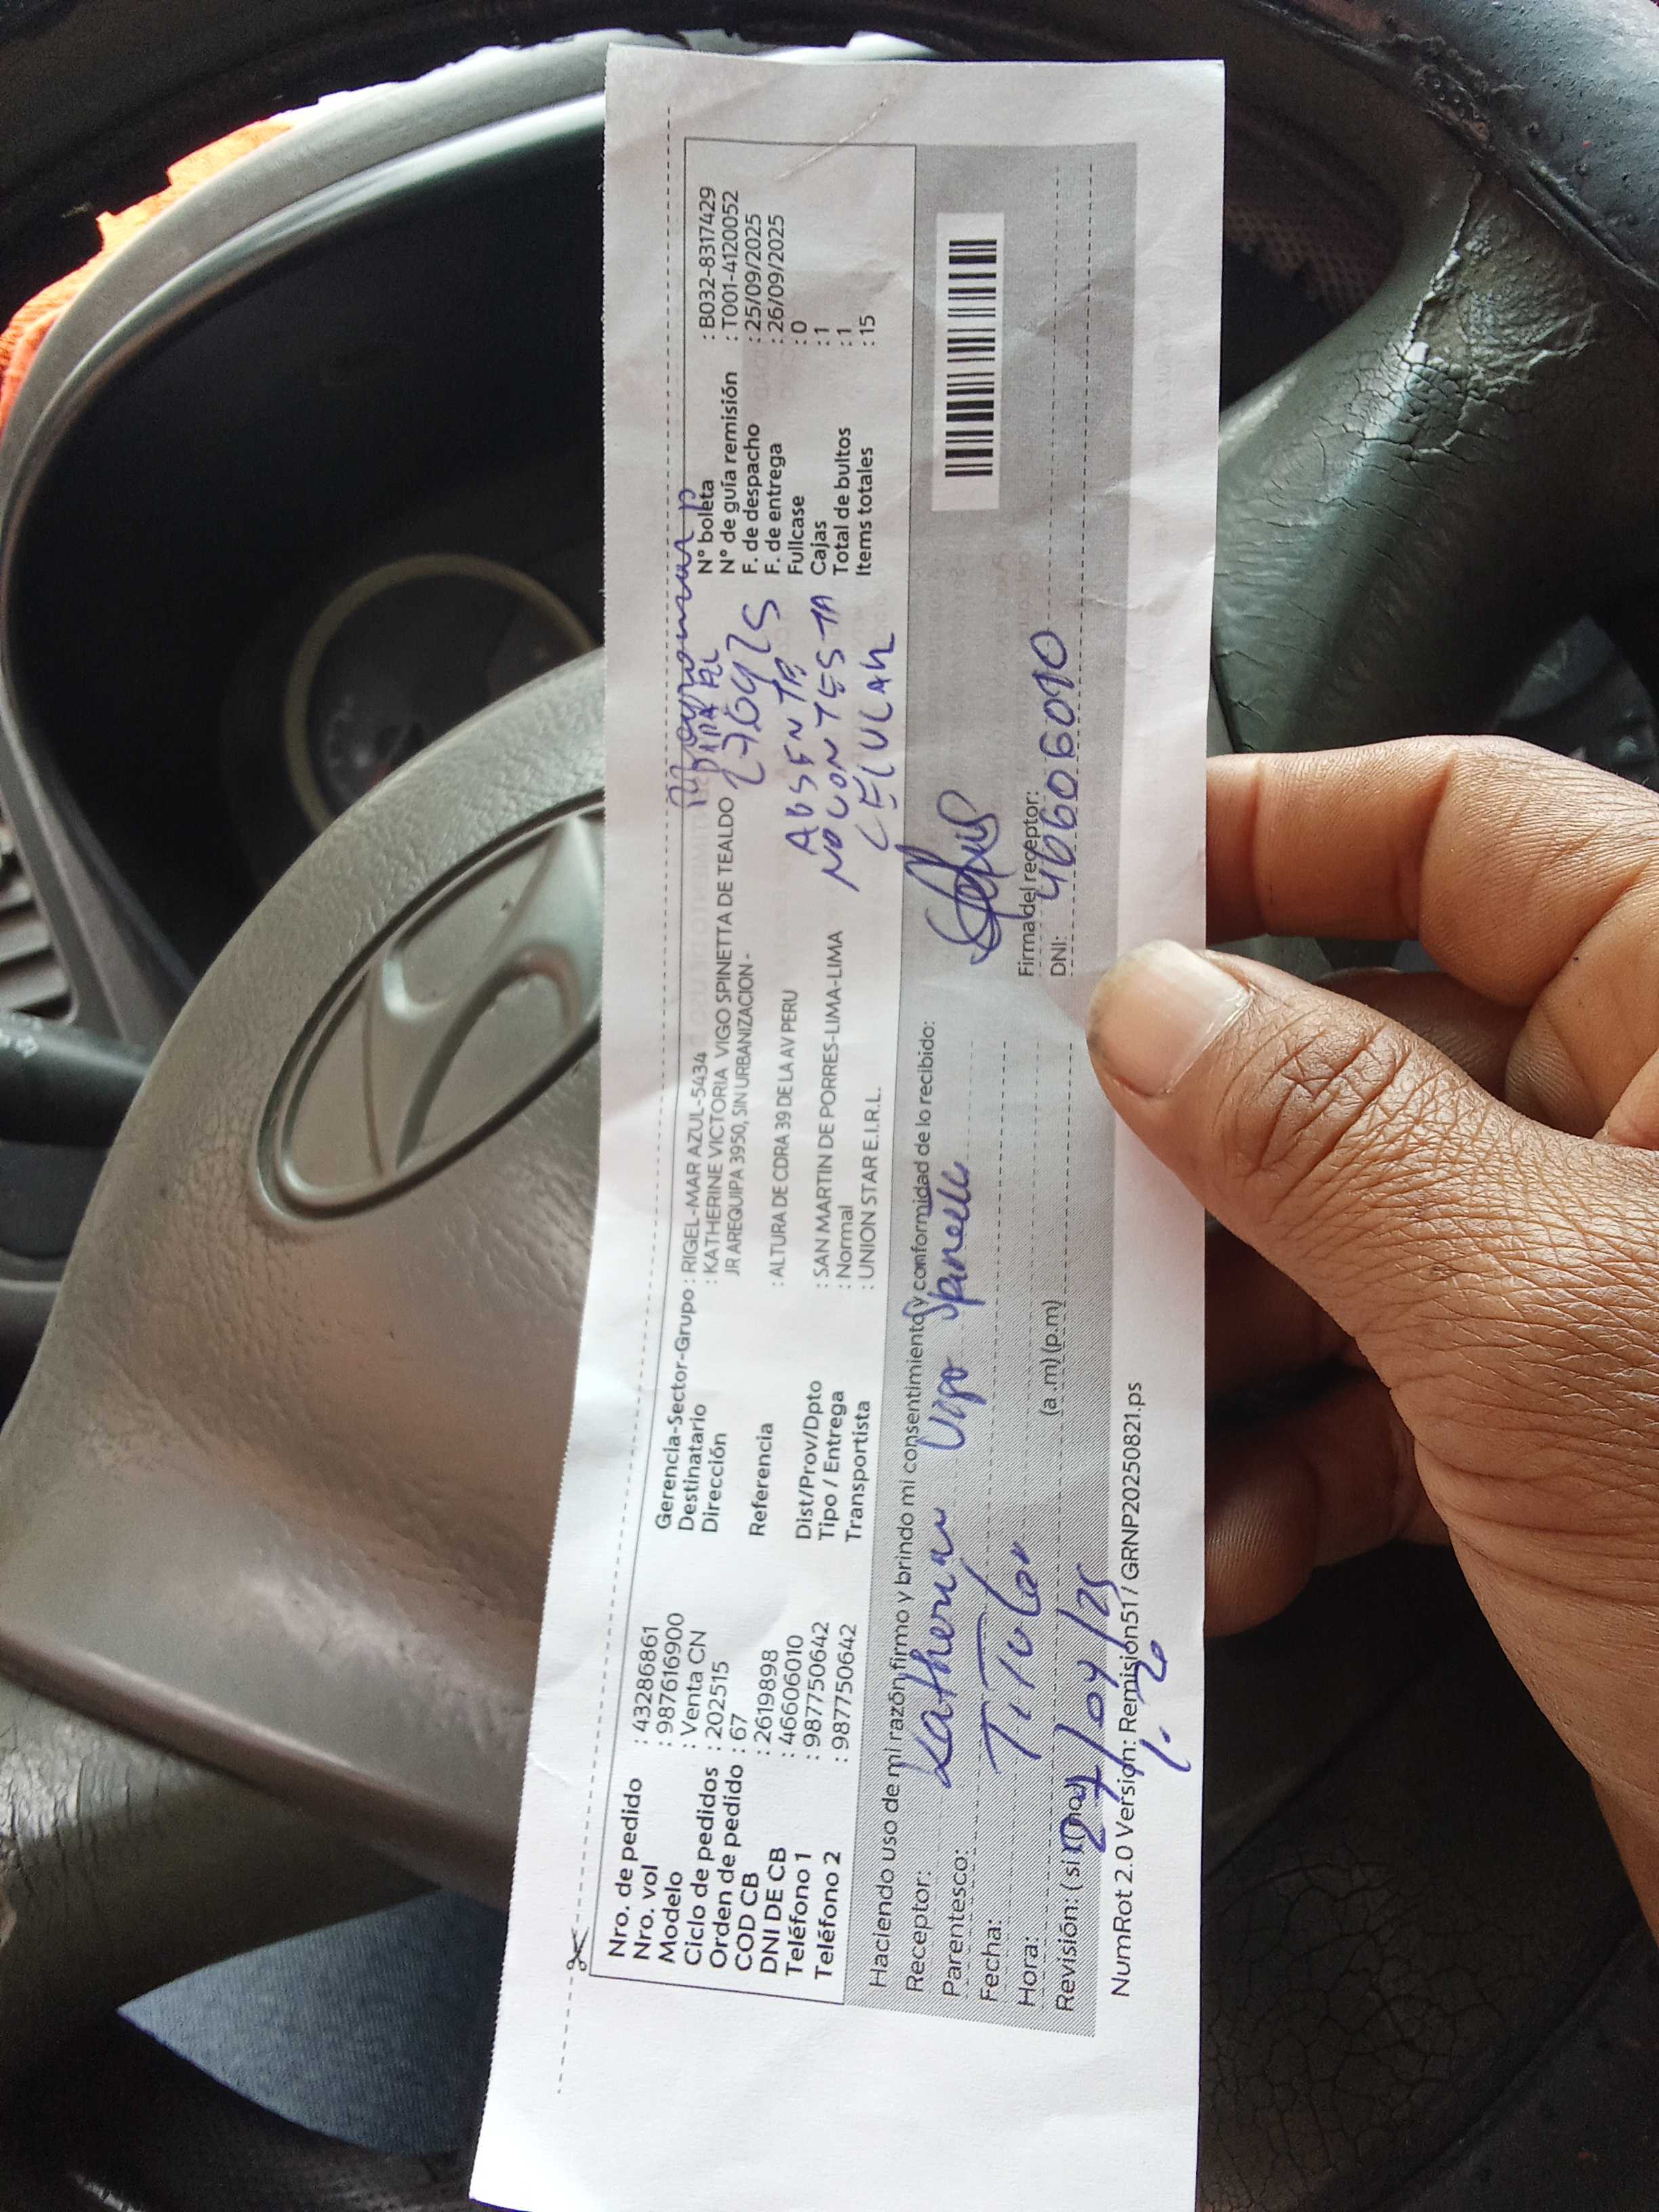 Nro. de pedido : 43286861
Nro. vol : 987616900
Modelo : Venta CN
Ciclo de pedidos : 202515
Orden de pedido : 67
COD CB : 2619898
DNI DE CB : 46606010
Teléfono 1 : 987750642
Teléfono 2 : 987750642
Gerencia-Sector-Grupo : RIGEL-MAR AZUL-5434
Destinatario : KATHERINE VICTORIA VIGO SPINETTA DE TEALDO
Dirección JR AREQUIPA 3950, SIN URBANIZACION -
Referencia : ALTURA DE CDRA 39 DE LA AV PERU
Dist/Prov/Dpto : SAN MARTIN DE PORRES-LIMA-LIMA
Tipo / Entrega : Normal
Transportista : UNION STAR E.I.R.L.
AUSENTE
NO CONTESTA
CELULAR
N° boleta : B032-8317429
N° de guía remisión : T001-4120052
F. de despacho : 25/09/2025
F. de entrega : 26/09/2025
Fullcase : 0
Cajas : 1
Total de bultos : 1
Items totales : 15
Haciendo uso de mi razón, firmo y brindo mi consentimiento y conformidad de lo recibido:
Receptor: Katherine Vigo
Parentesco: Titular
Fecha: 27/09/25
Hora: (a.m) (p.m)
Revisión: ( si
Firma del receptor:
DNI: 46606010
NumRot 2.0 Version: Remision51 / GRNP20250821.ps